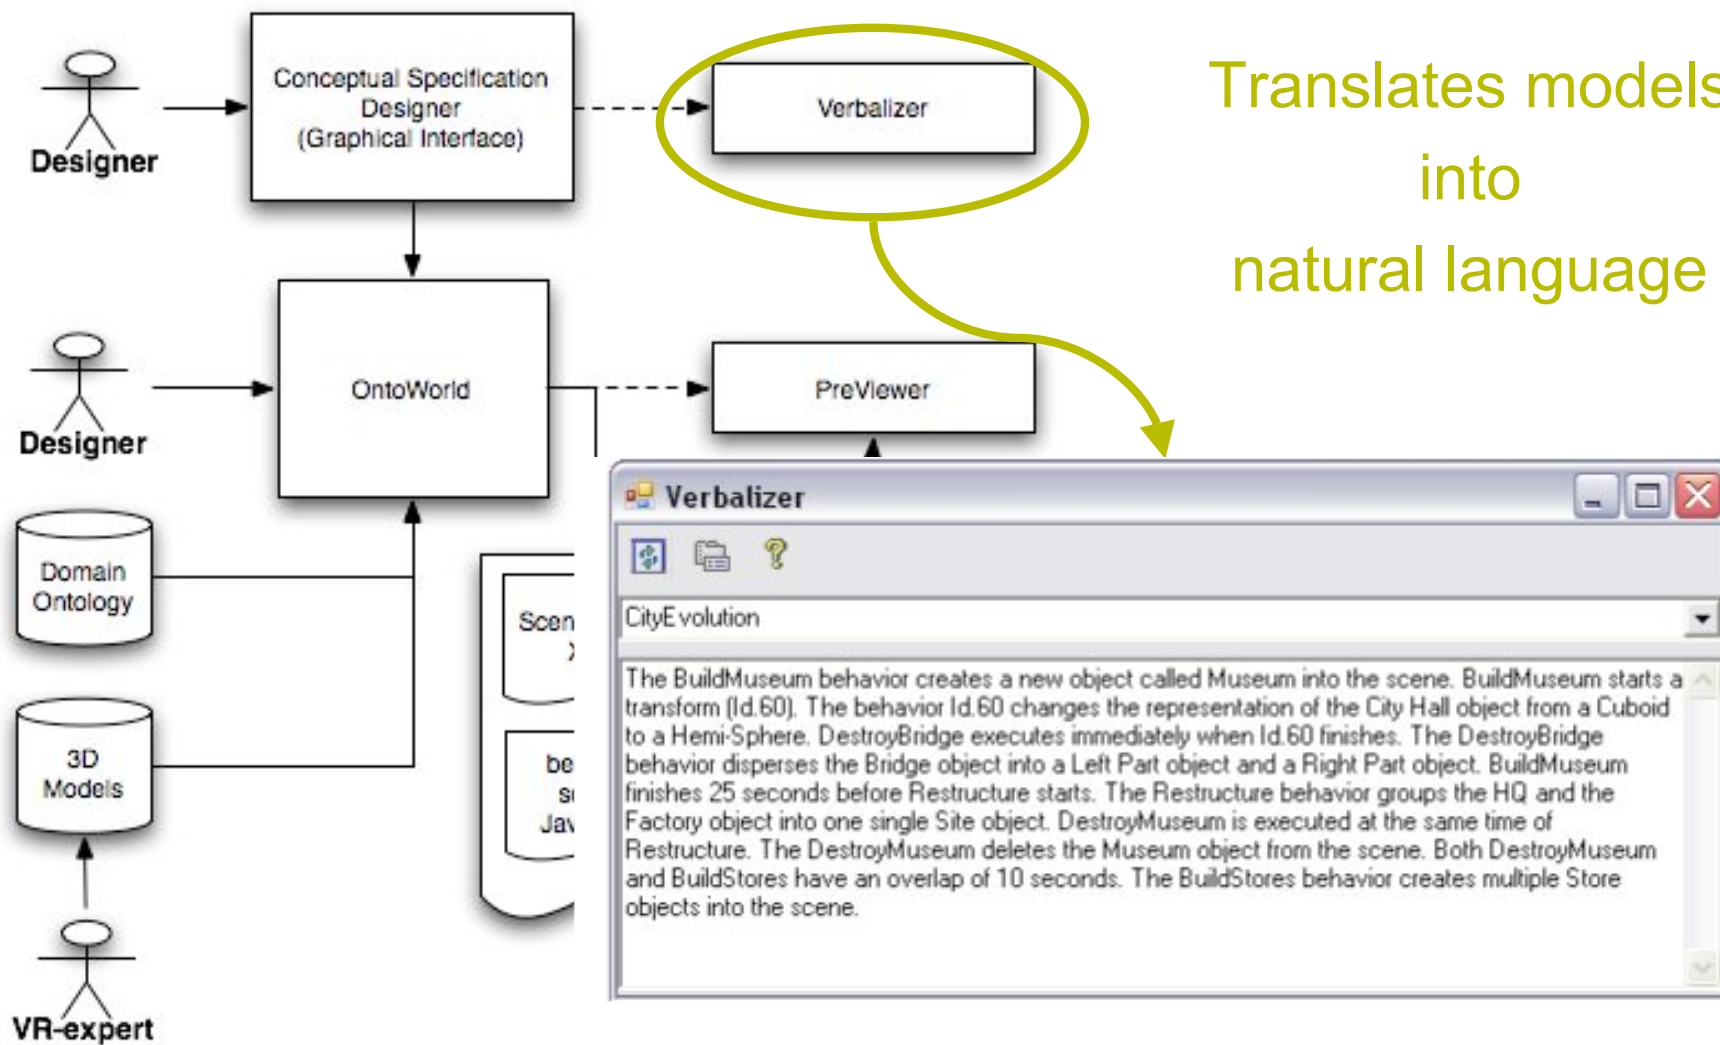 Conceptual Specification
Designer
(Graphical Interface)
Verbalizer
Translates models
into
natural language
Designer
OntoWorld
PreViewer
Designer
Domain
Ontology
3D
Models
VR-expert
Scen
be
Jav
Verbalizer
CityEvolution
The BuildMuseum behavior creates a new object called Museum into the scene. BuildMuseum starts a
transform (Id.60). The behavior Id.60 changes the representation of the City Hall object from a Cuboid
to a Hemi-Sphere. DestroyBridge executes immediately when Id.60 finishes. The DestroyBridge
behavior disperses the Bridge object into a Left Part object and a Right Part object. BuildMuseum
finishes 25 seconds before Restructure starts. The Restructure behavior groups the HQ and the
Factory object into one single Site object. DestroyMuseum is executed at the same time of
Restructure. The DestroyMuseum deletes the Museum object from the scene. Both DestroyMuseum
and BuildStores have an overlap of 10 seconds. The BuildStores behavior creates multiple Store
objects into the scene.